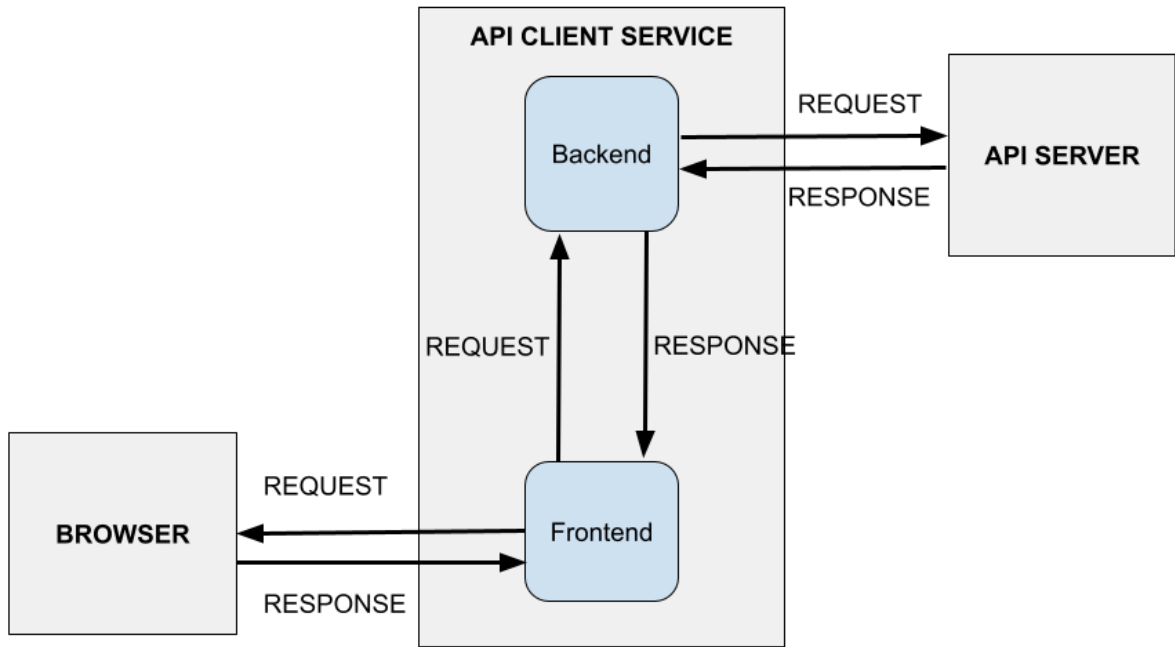 API CLIENT SERVICE
Backend
REQUEST
API SERVER
RESPONSE
REQUEST
RESPONSE
BROWSER
REQUEST
Frontend
RESPONSE